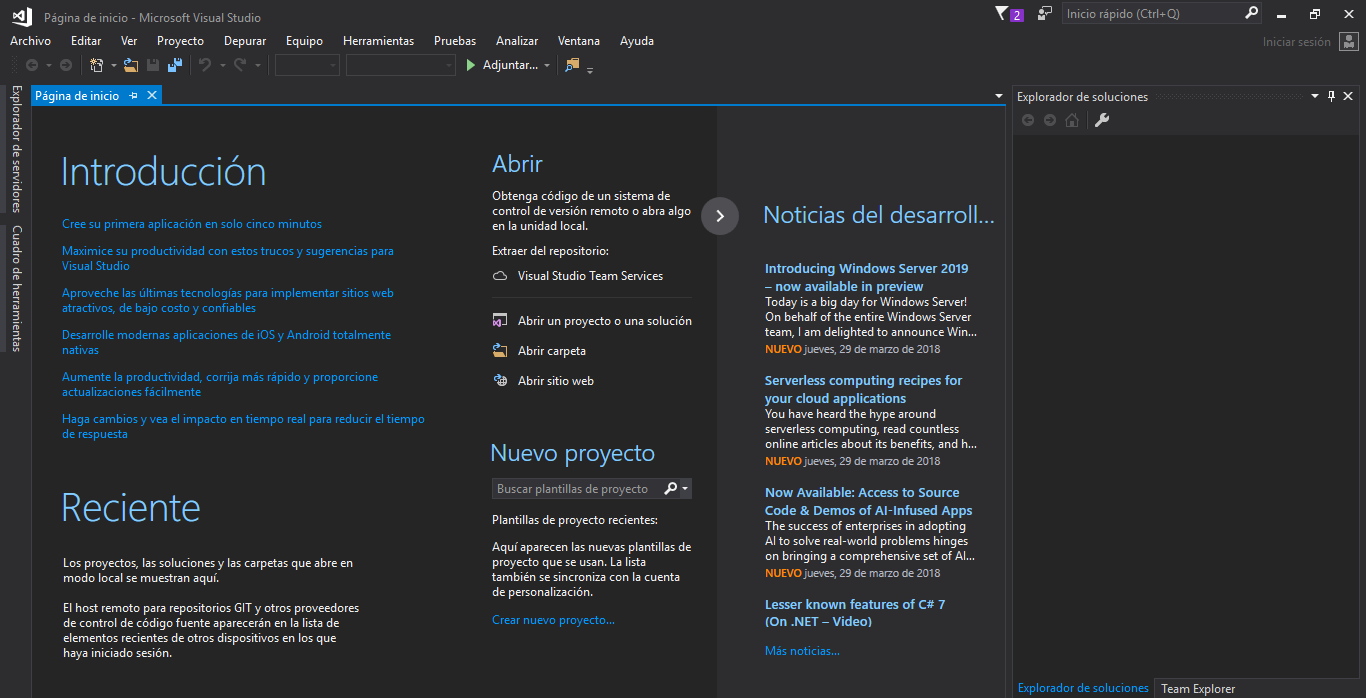 Página de inicio - Microsoft Visual Studio
2
Inicio rápido (Ctrl+Q)
Archivo Editar Ver Proyecto Depurar Equipo Herramientas Pruebas Analizar Ventana Ayuda
Iniciar sesión
Adjuntar...
Explorador de servidores
Cuadro de herramientas
Página de inicio
Introducción
Cree su primera aplicación en solo cinco minutos
Maximice su productividad con estos trucos y sugerencias para
Visual Studio
Aproveche las últimas tecnologías para implementar sitios web
atractivos, de bajo costo y confiables
Desarrolle modernas aplicaciones de iOS y Android totalmente
nativas
Aumente la productividad, corrija más rápido y proporcione
actualizaciones fácilmente
Haga cambios y vea el impacto en tiempo real para reducir el tiempo
de respuesta
Reciente
Los proyectos, las soluciones y las carpetas que abre en
modo local se muestran aquí.
El host remoto para repositorios GIT y otros proveedores
de control de código fuente aparecerán en la lista de
elementos recientes de otros dispositivos en los que
haya iniciado sesión.
Abrir
Obtenga código de un sistema de
control de versión remoto o abra algo
en la unidad local.
Extraer del repositorio:
Visual Studio Team Services
Abrir un proyecto o una solución
Abrir carpeta
Abrir sitio web
Nuevo proyecto
Buscar plantillas de proyecto
Plantillas de proyecto recientes:
Aquí aparecen las nuevas plantillas de
proyecto que se usan. La lista
también se sincroniza con la cuenta
de personalización.
Crear nuevo proyecto...
Noticias del desarroll...
Introducing Windows Server 2019
– now available in preview
Today is a big day for Windows Server!
On behalf of the entire Windows Server
team, I am delighted to announce Win...
NUEVO jueves, 29 de marzo de 2018
Serverless computing recipes for
your cloud applications
You have heard the hype around
serverless computing, read countless
online articles about its benefits, and h...
NUEVO jueves, 29 de marzo de 2018
Now Available: Access to Source
Code & Demos of AI-Infused Apps
The success of enterprises in adopting
AI to solve real-world problems hinges
on bringing a comprehensive set of AI...
NUEVO jueves, 29 de marzo de 2018
Lesser known features of C# 7
(On .NET – Video)
Más noticias...
Explorador de soluciones
Explorador de soluciones
Team Explorer